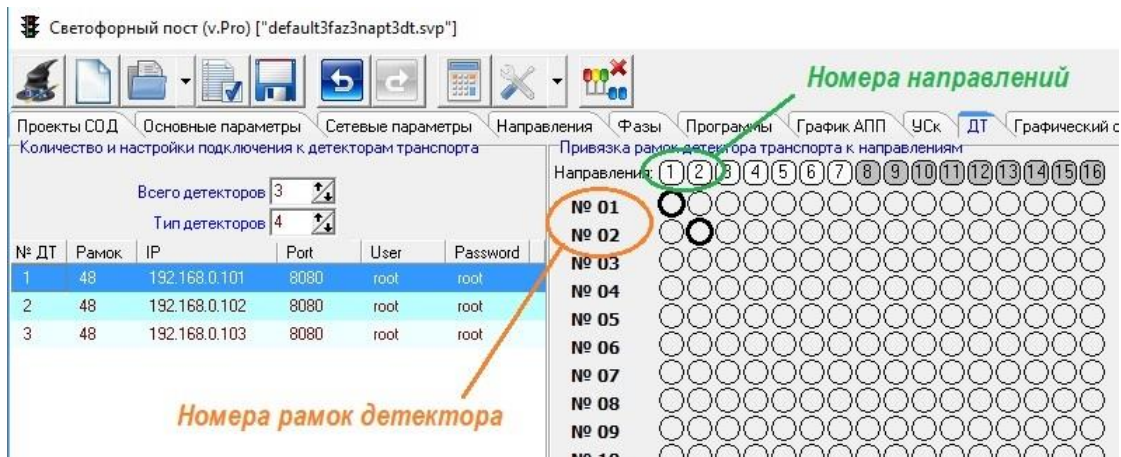 Светофорный пост (v.Pro) ["default3faz3napt3dt.svp"]
Номера направлений
Проекты СОД Основные параметры Сетевые параметры Направления Фазы Программы График АПП УСк ДТ Графический с
Количество и настройки подключения к детекторам транспорта
Привязка рамок детектора транспорта к направлениям
Направления: 1 2 3 4 5 6 7 8 9 10 11 12 13 14 15 16
Всего детекторов 3
Тип детекторов 4
№ ДТ Рамок IP Port User Password
1 48 192.168.0.101 8080 root root
2 48 192.168.0.102 8080 root root
3 48 192.168.0.103 8080 root root
№ 01
№ 02
№ 03
№ 04
№ 05
№ 06
№ 07
№ 08
№ 09
№ 10
Номера рамок детектора